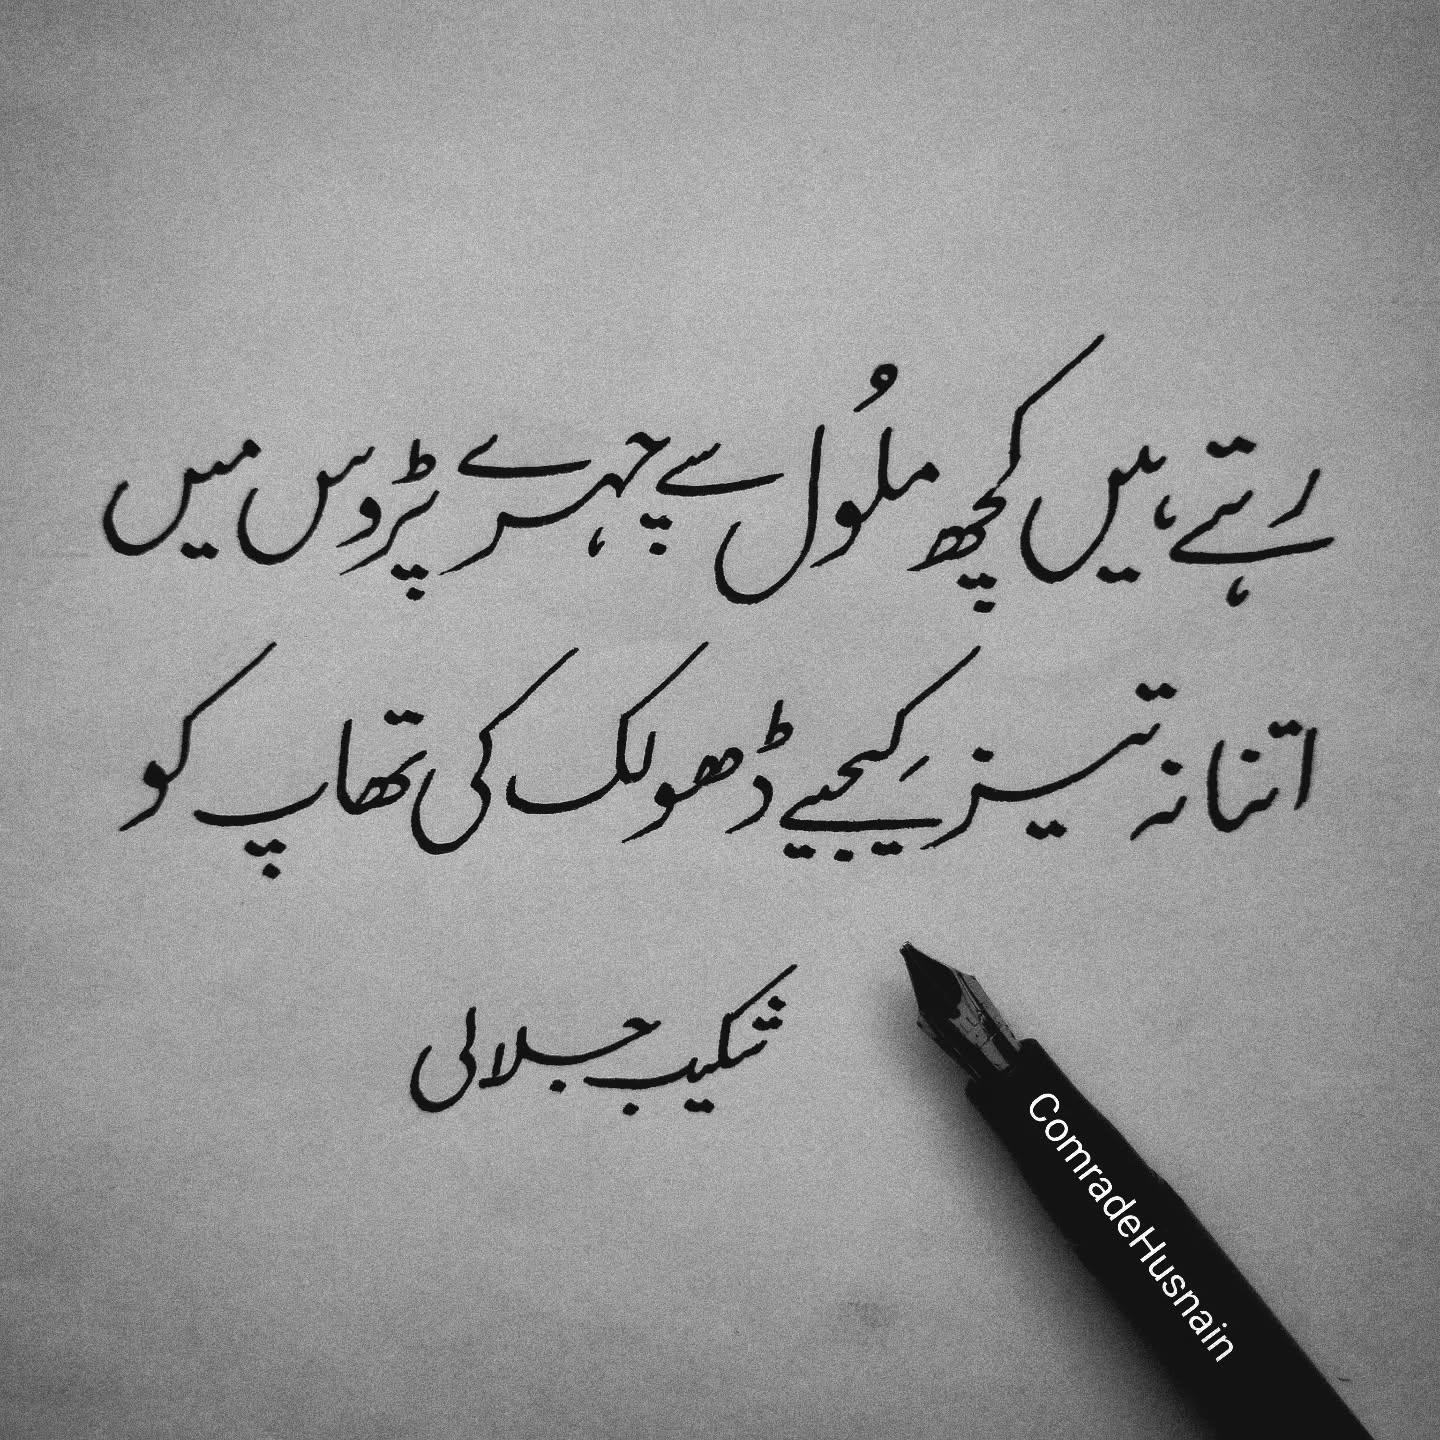 رہتے ہیں کچھ ملُول سے چہرے پڑوس میں
اتنا نہ تیز کیجیے ڈھولک کی تھاپ کو
شکیب جلالی
ComradeHusnain